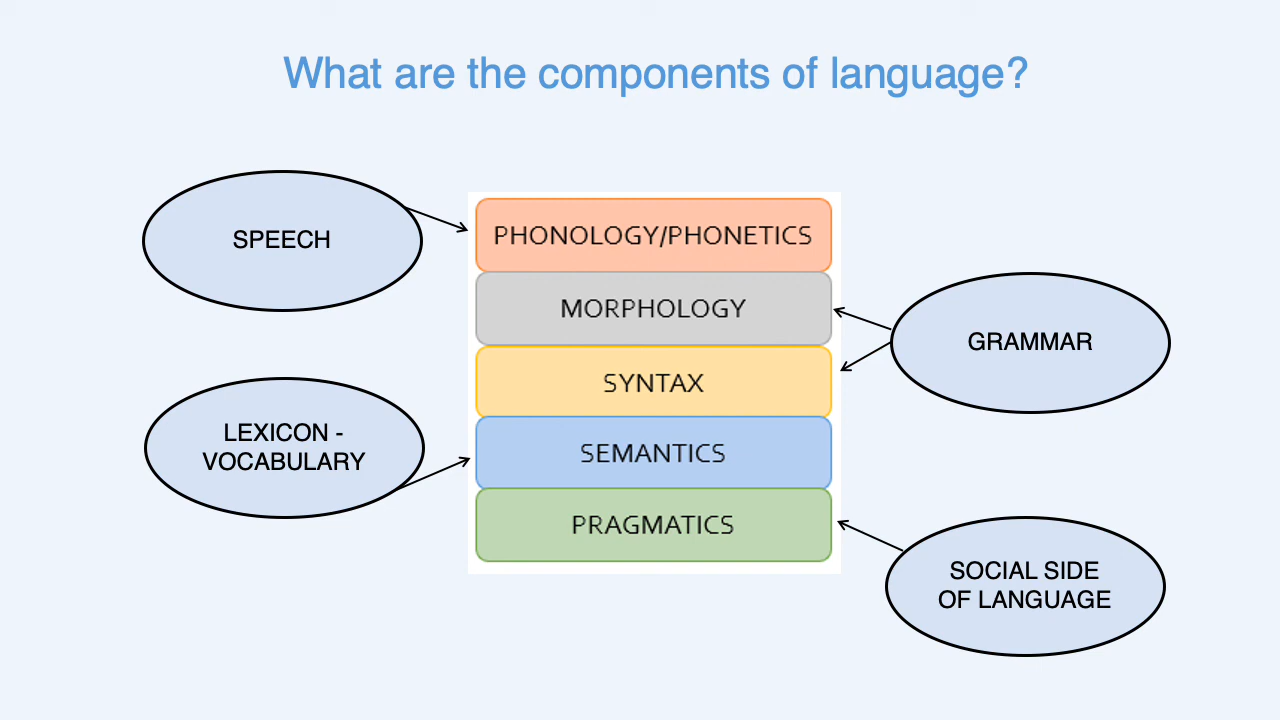 What are the components of language?
SPEECH
PHONOLOGY/PHONETICS
MORPHOLOGY
GRAMMAR
SYNTAX
LEXICON -
VOCABULARY
SEMANTICS
PRAGMATICS
SOCIAL SIDE
OF LANGUAGE